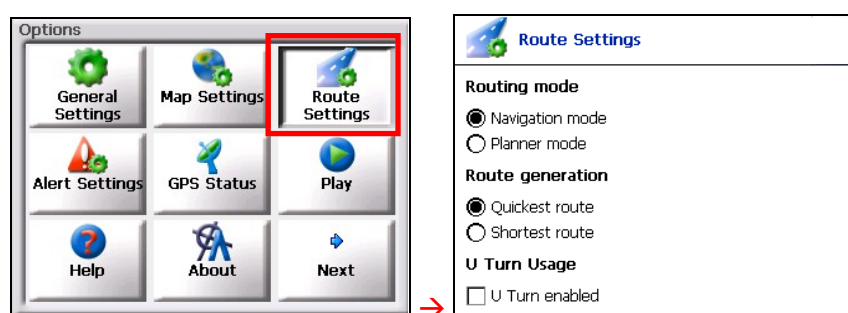 Options
General
Settings
Map Settings
Route
Settings
Alert Settings
GPS Status
Play
Help
About
Next
→
Route Settings
Routing mode
Navigation mode
Planner mode
Route generation
Quickest route
Shortest route
U Turn Usage
U Turn enabled